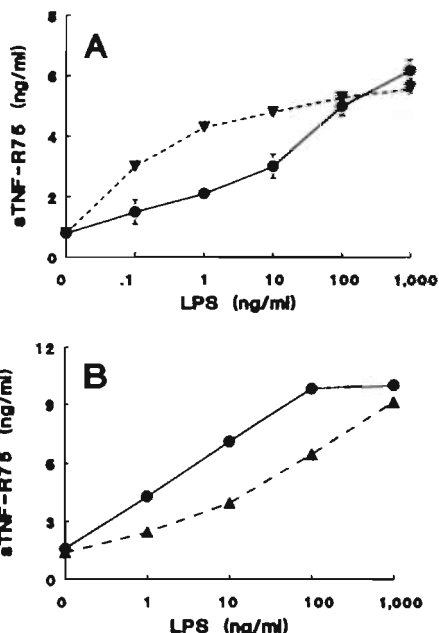 A
8
6
4
2
0
sTNF-R75 (ng/ml)
0 .1 1 10 100 1,000
LPS (ng/ml)
B
12
9
6
3
0
sTNF-R75 (ng/ml)
0 1 10 100 1,000
LPS (ng/ml)